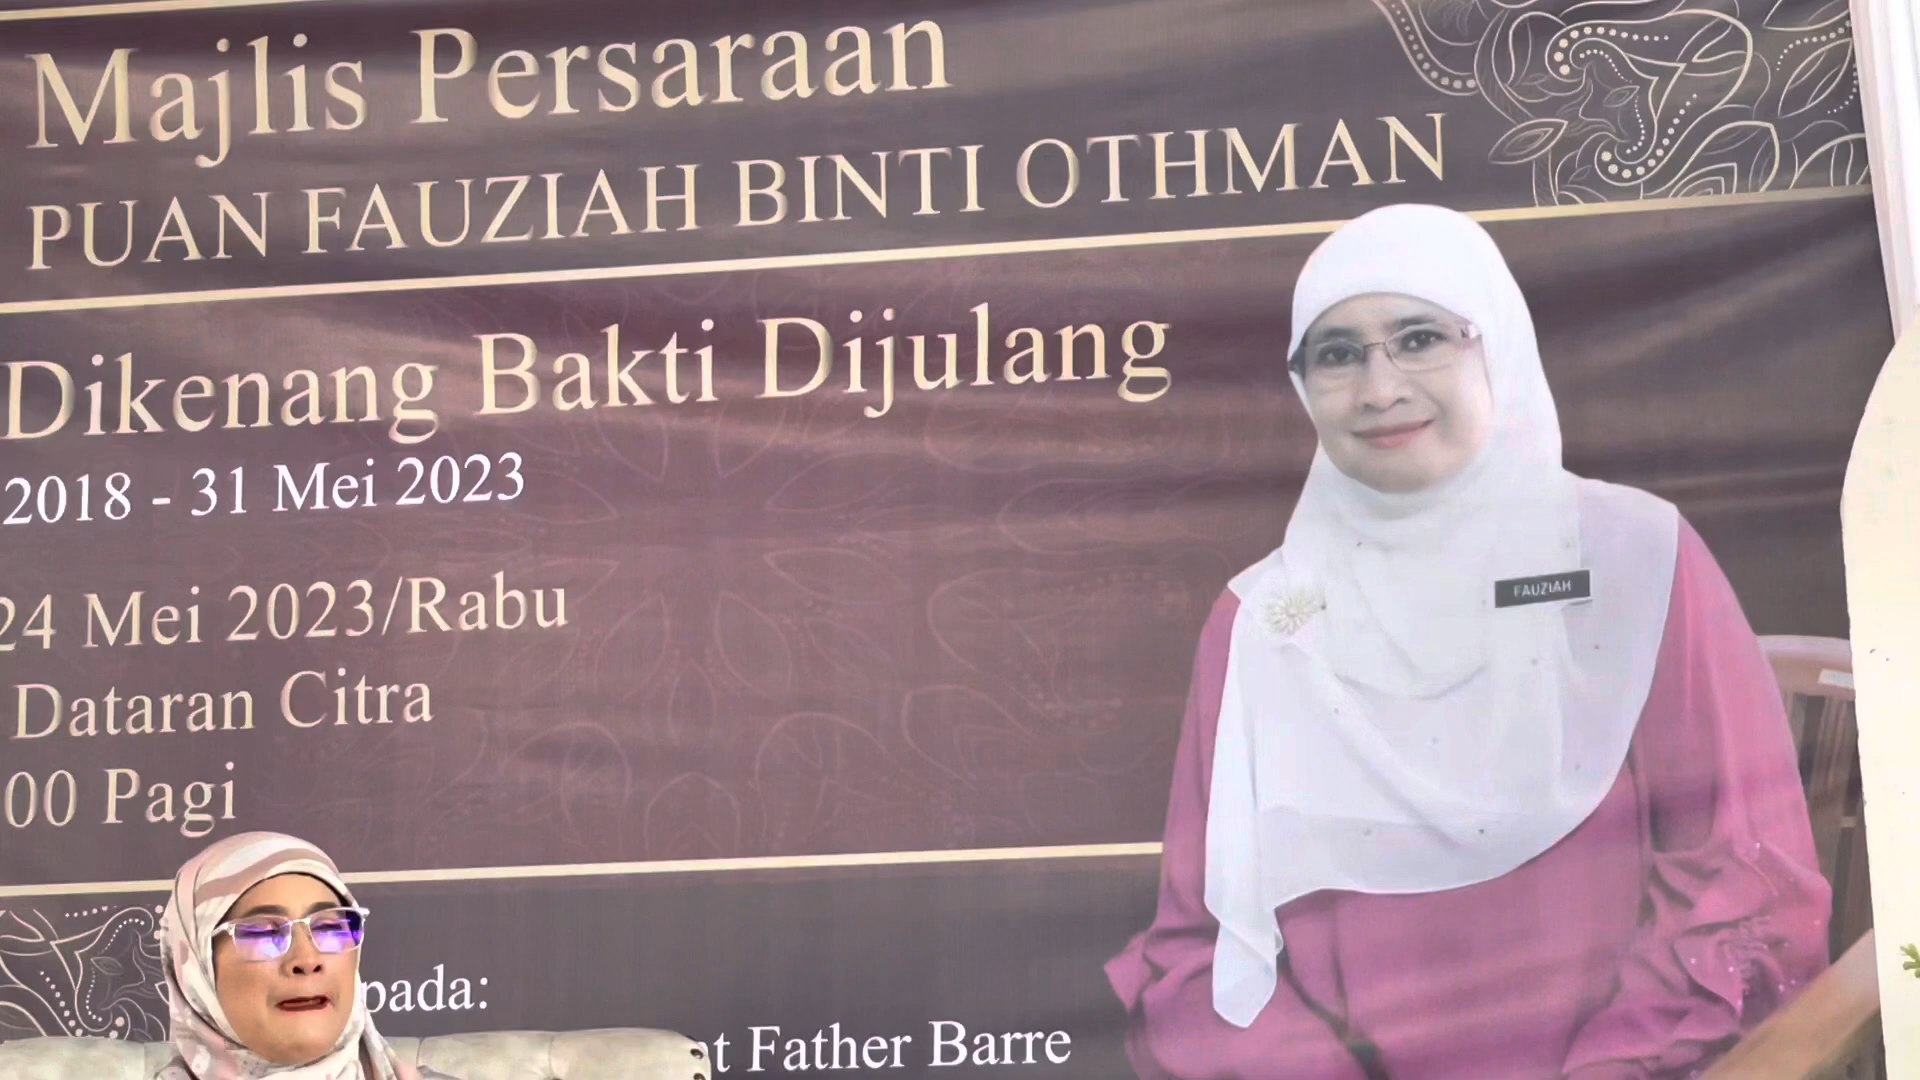 Majlis Persaraan
PUAN FAUZIAH BINTI OTHMAN
Dikenang Bakti Dijulang
2018 - 31 Mei 2023
24 Mei 2023/Rabu
Dataran Citra
00 Pagi
FAUZIAH
pada:
t Father Barre